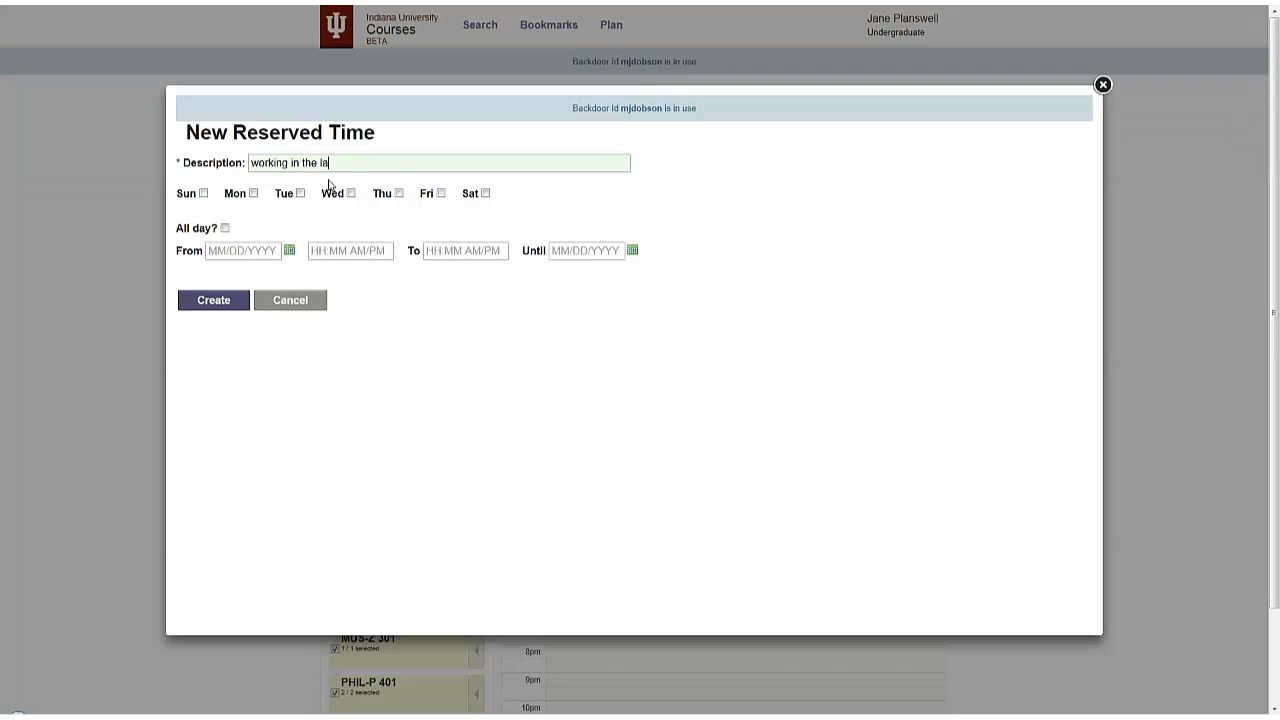 Indiana University
Courses
BETA
Search Bookmarks Plan
Jane Planswell
Undergraduate
Backdoor Id mjdobson is in use
Backdoor Id mjdobson is in use
New Reserved Time
* Description: working in the la
Sun Mon Tue Wed Thu Fri Sat
All day?
From MM/DD/YYYY HH:MM AM/PM To HH:MM AM/PM Until MM/DD/YYYY
Create Cancel
MUS-Z 301
1 / 1 selected
8pm
PHIL-P 401
2 / 2 selected
9pm
10pm